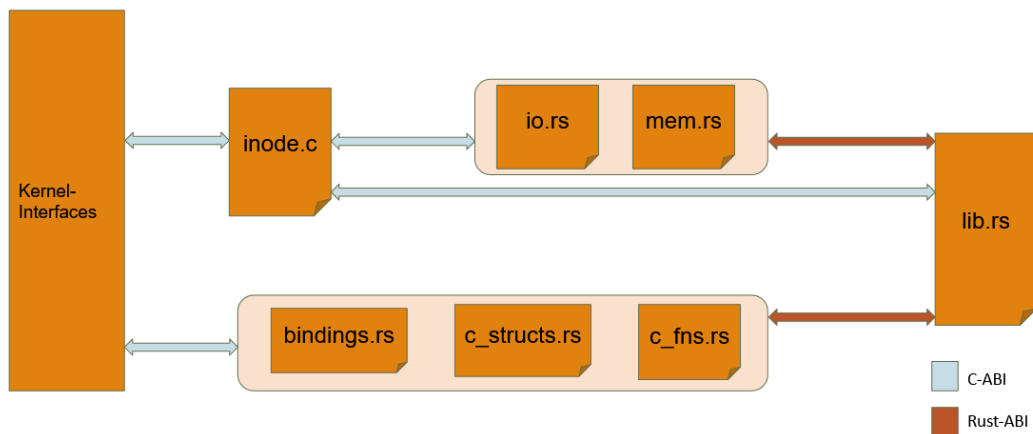 Kernel-
Interfaces
inode.c
io.rs
mem.rs
lib.rs
bindings.rs
c_structs.rs
c_fns.rs
C-ABI
Rust-ABI